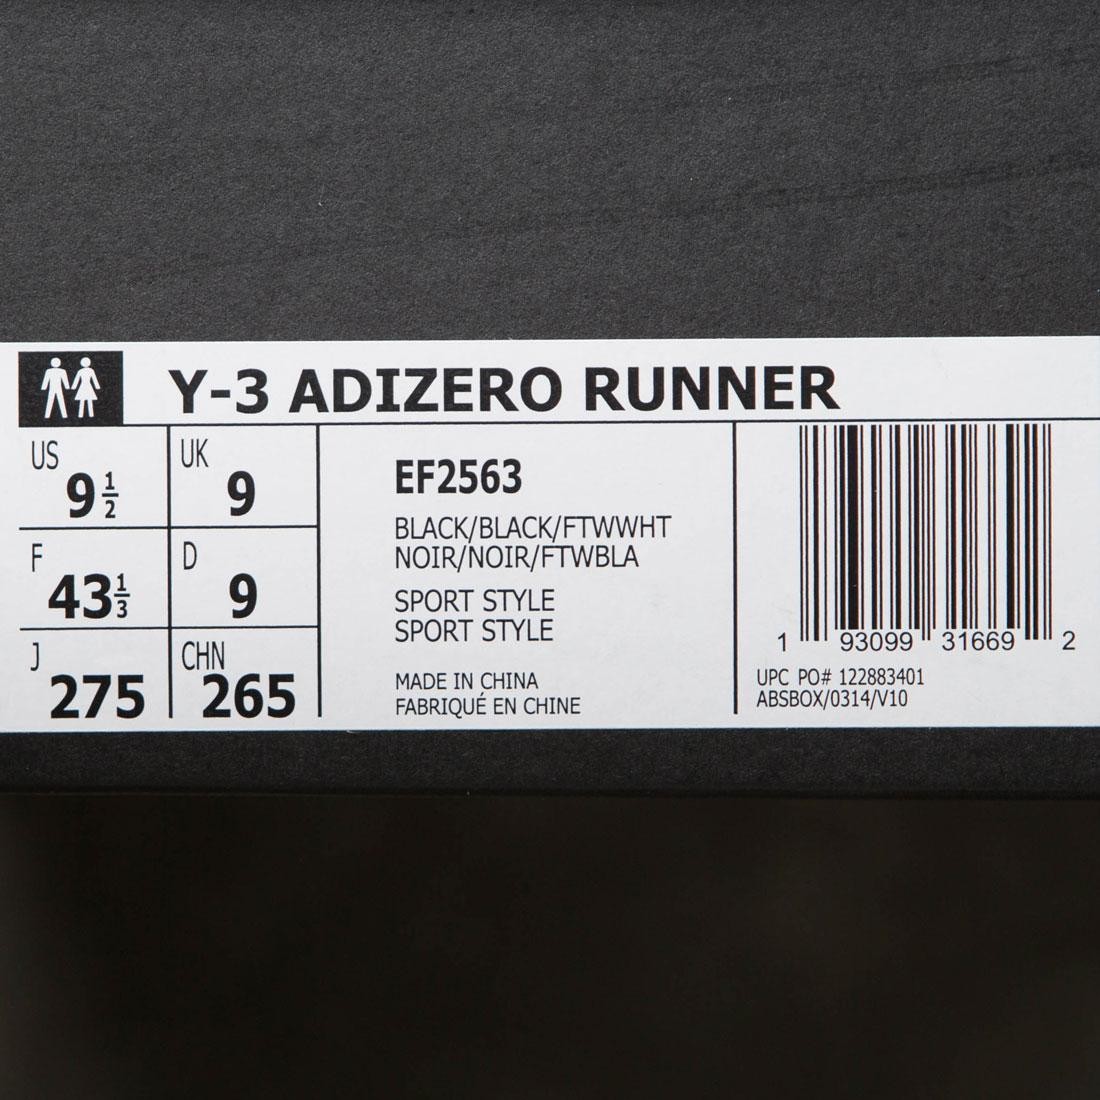 Y-3 ADIZERO RUNNER
US 9 1/2
UK 9
F 43 1/3
D 9
J 275
CHN 265
EF2563
BLACK/BLACK/FTWWHT
NOIR/NOIR/FTWBLA
SPORT STYLE
SPORT STYLE
MADE IN CHINA
FABRIQUÉ EN CHINE
1 93099 31669 2
UPC PO# 122883401
ABSBOX/0314/V10